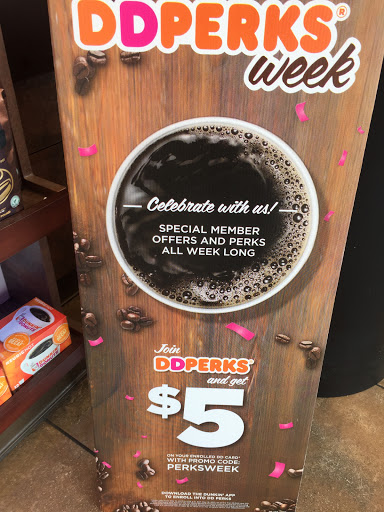 DDPERKS®
week
Celebrate with us!
SPECIAL MEMBER
OFFERS AND PERKS
ALL WEEK LONG
Join
DDPERKS®
and get
$5
ON YOUR ENROLLED DD CARD*
WITH PROMO CODE:
PERKSWEEK
DOWNLOAD THE DUNKIN' APP
TO ENROLL INTO DD PERKS